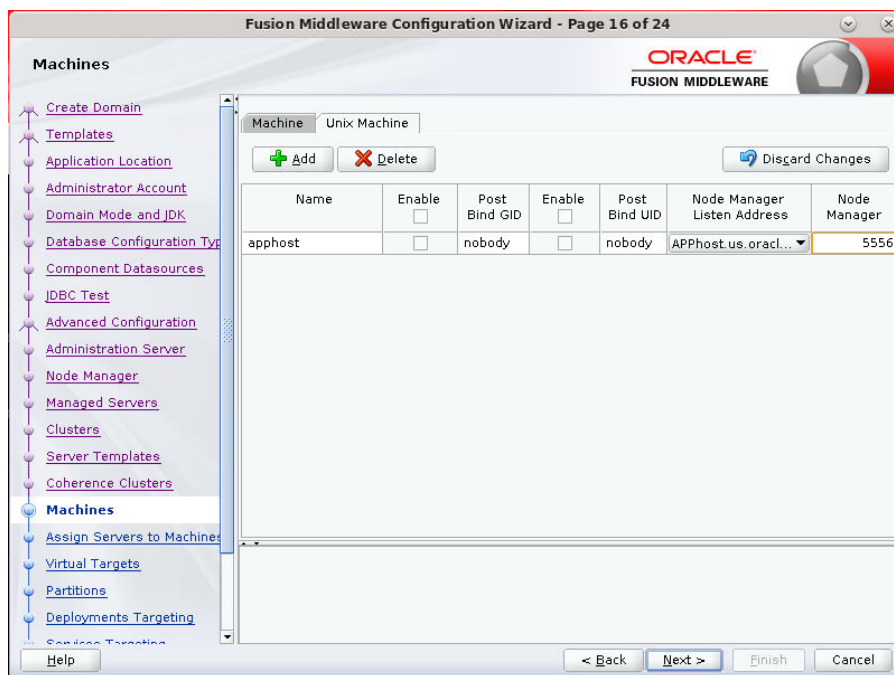 Fusion Middleware Configuration Wizard - Page 16 of 24
Machines
ORACLE
FUSION MIDDLEWARE
Create Domain
Templates
Application Location
Administrator Account
Domain Mode and JDK
Database Configuration Typ
Component Datasources
JDBC Test
Advanced Configuration
Administration Server
Node Manager
Managed Servers
Clusters
Server Templates
Coherence Clusters
Machines
Assign Servers to Machines
Virtual Targets
Partitions
Deployments Targeting
Services Targeting
Machine Unix Machine
Add Delete Discard Changes
Name Enable Post Bind GID Enable Post Bind UID Node Manager Listen Address Node Manager
apphost nobody nobody APPhost.us.oracl... 5556
Help < Back Next > Finish Cancel